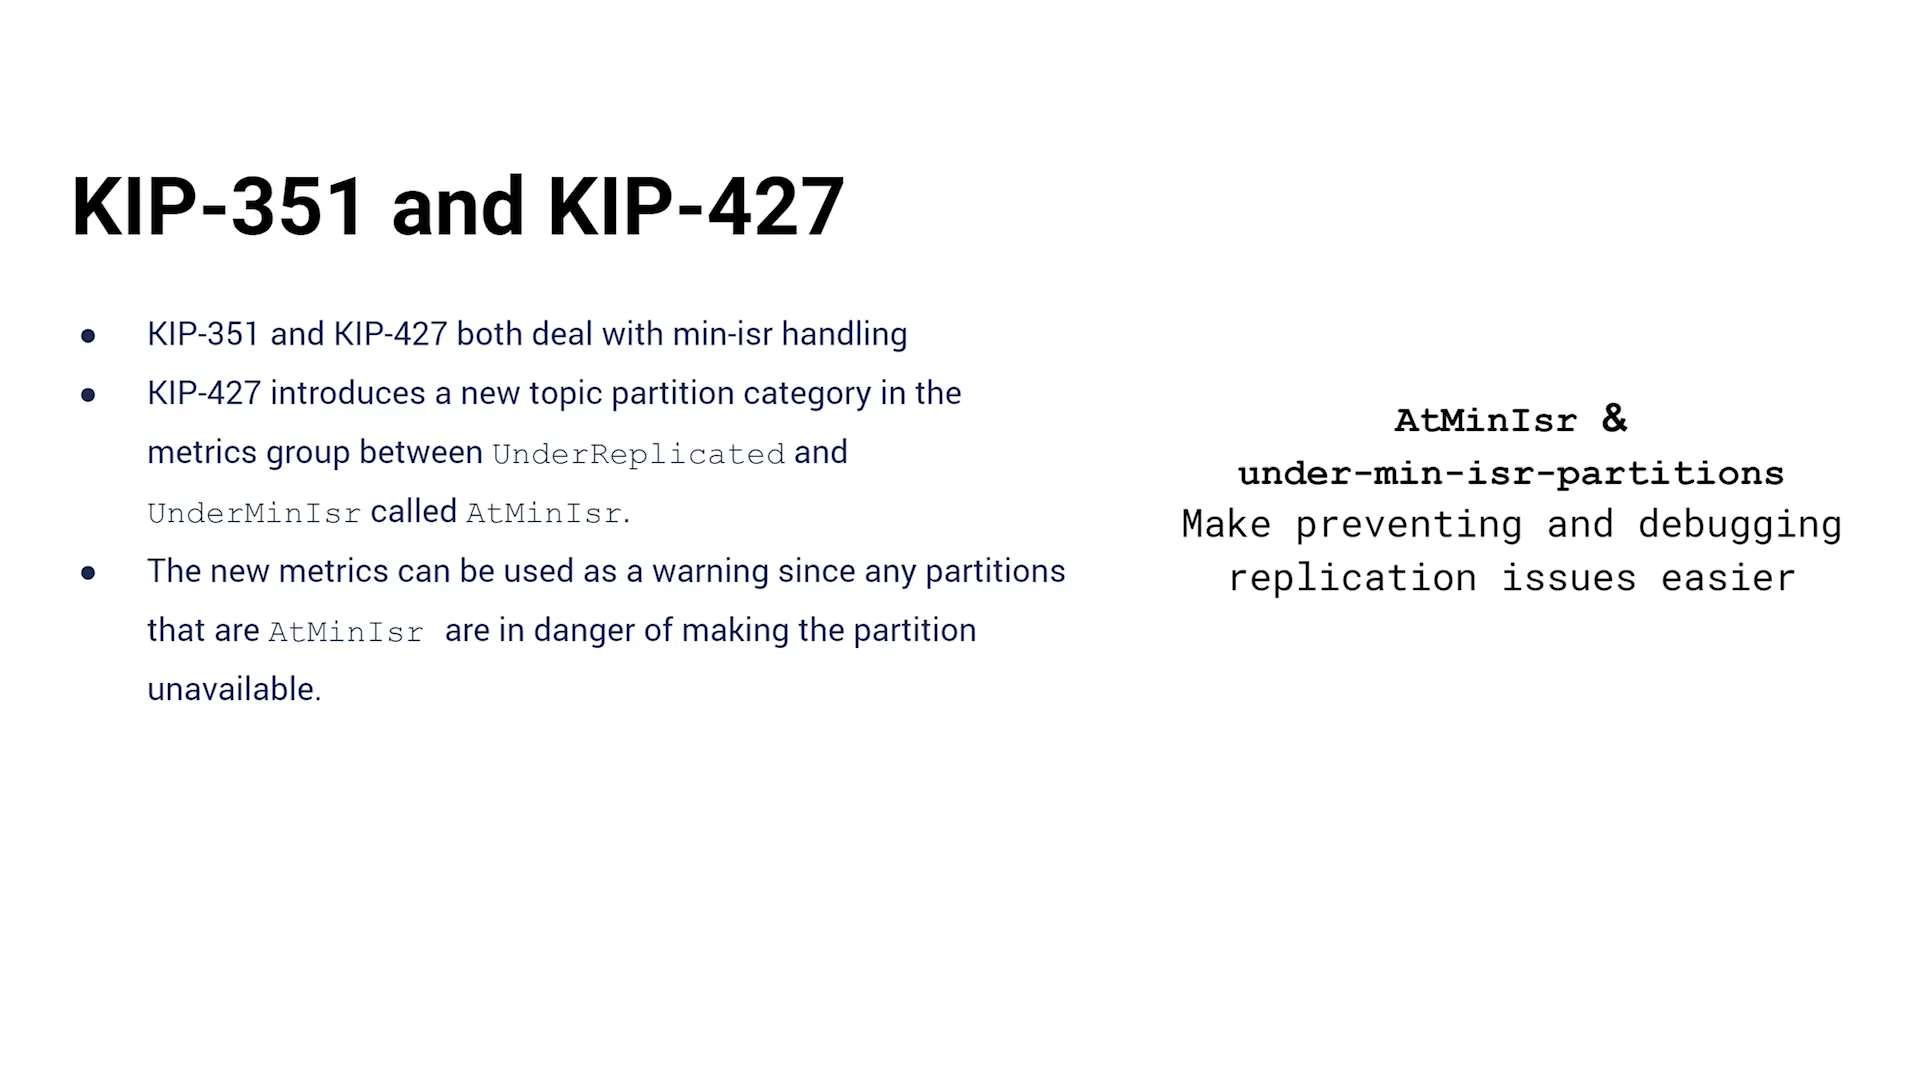 KIP-351 and KIP-427
● KIP-351 and KIP-427 both deal with min-isr handling
● KIP-427 introduces a new topic partition category in the
metrics group between UnderReplicated and
UnderMinIsr called AtMinIsr.
● The new metrics can be used as a warning since any partitions
that are AtMinIsr are in danger of making the partition
unavailable.
AtMinIsr &
under-min-isr-partitions
Make preventing and debugging
replication issues easier